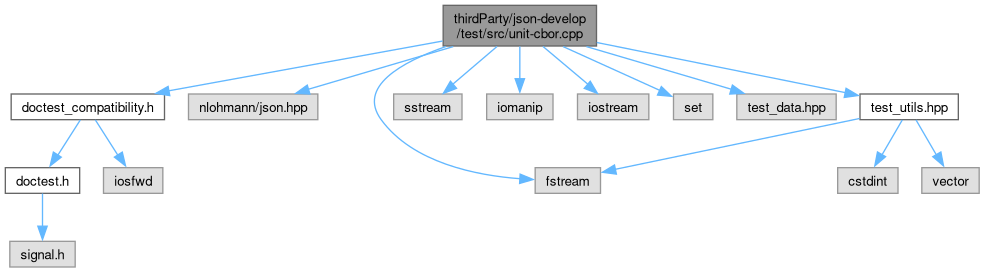 thirdParty/json-develop
/test/src/unit-cbor.cpp
doctest_compatibility.h
nlohmann/json.hpp
sstream
iomanip
iostream
set
test_data.hpp
test_utils.hpp
doctest.h
iosfwd
fstream
cstdint
vector
signal.h